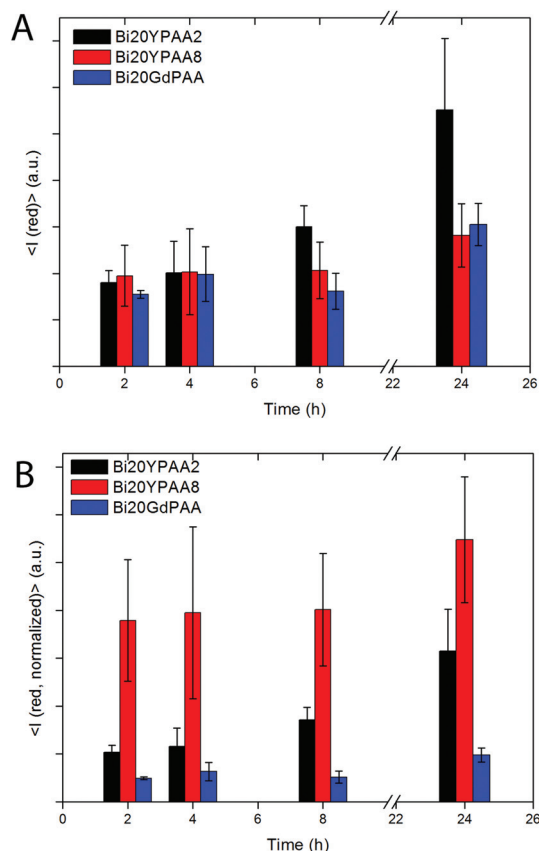 A
Bi20YPAA2
Bi20YPAA8
Bi20GdPAA
<I (red)> (a.u.)
0 2 4 6 8 22 24 26
Time (h)
B
Bi20YPAA2
Bi20YPAA8
Bi20GdPAA
<I (red, normalized)> (a.u.)
0 2 4 6 8 22 24 26
Time (h)